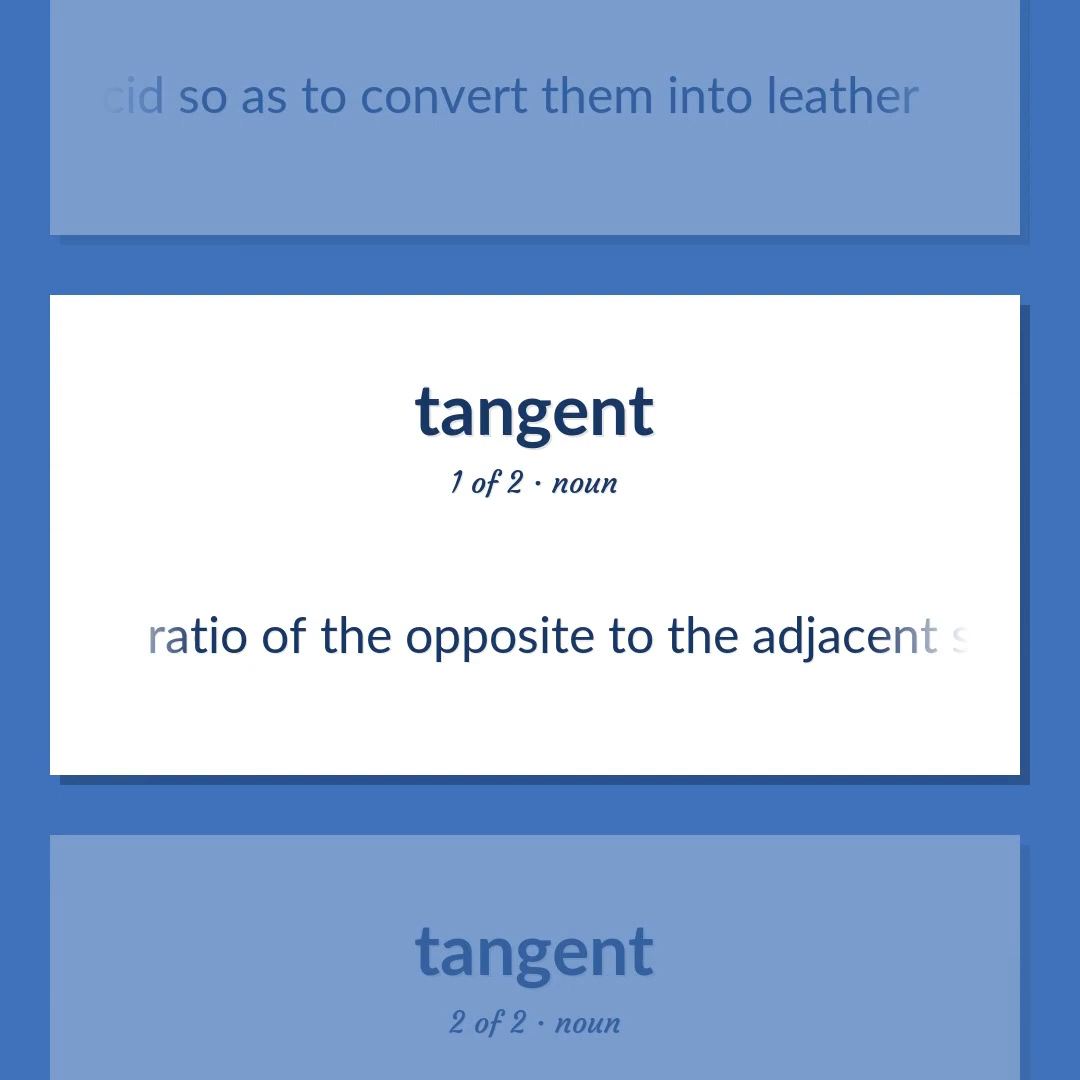 so as to convert them into leather
tangent
1 of 2 · noun
ratio of the opposite to the adjacent
tangent
2 of 2 · noun